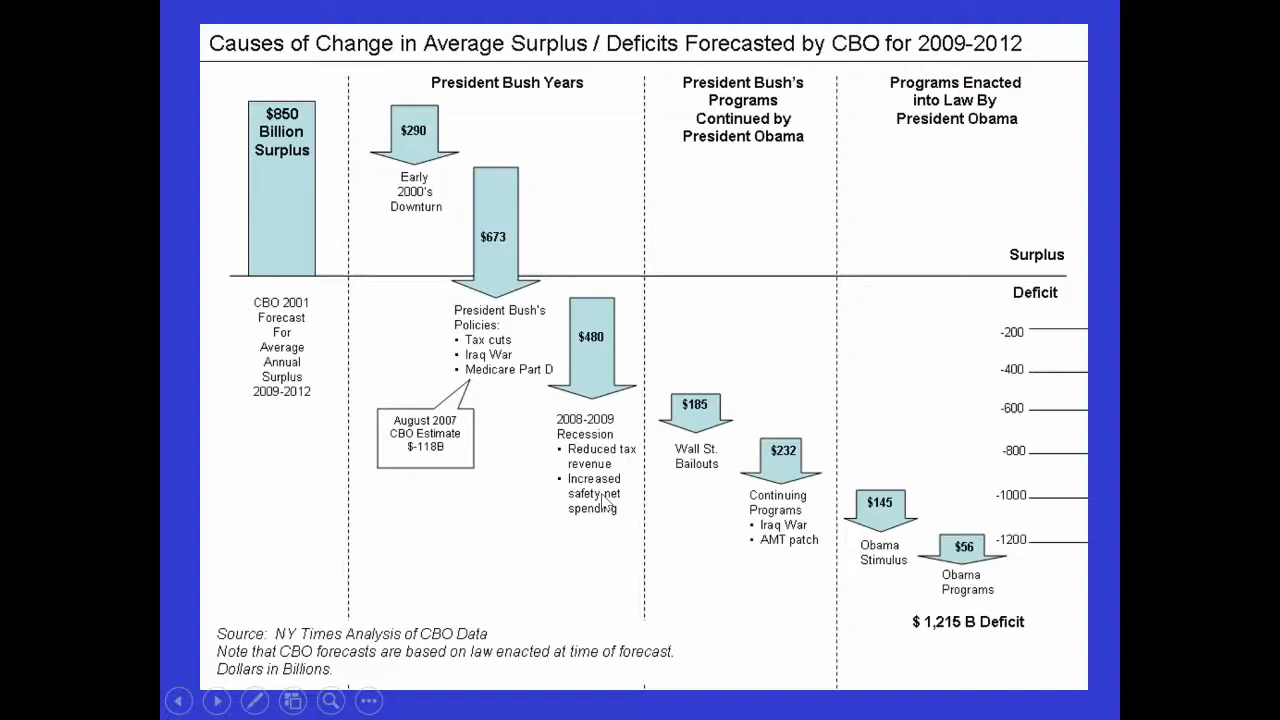 Causes of Change in Average Surplus / Deficits Forecasted by CBO for 2009-2012
$850
Billion
Surplus
CBO 2001
Forecast
For
Average
Annual
Surplus
2009-2012
President Bush Years
$290
Early
2000's
Downturn
$673
President Bush's
Policies:
• Tax cuts
• Iraq War
• Medicare Part D
August 2007
CBO Estimate
$-118B
$480
2008-2009
Recession
• Reduced tax
revenue
• Increased
safety net
spending
President Bush's
Programs
Continued by
President Obama
$185
Wall St.
Bailouts
$232
Continuing
Programs
• Iraq War
• AMT patch
Programs Enacted
into Law By
President Obama
$145
Obama
Stimulus
$56
Obama
Programs
$ 1,215 B Deficit
Surplus
Deficit
-200
-400
-600
-800
-1000
-1200
Source: NY Times Analysis of CBO Data
Note that CBO forecasts are based on law enacted at time of forecast.
Dollars in Billions.